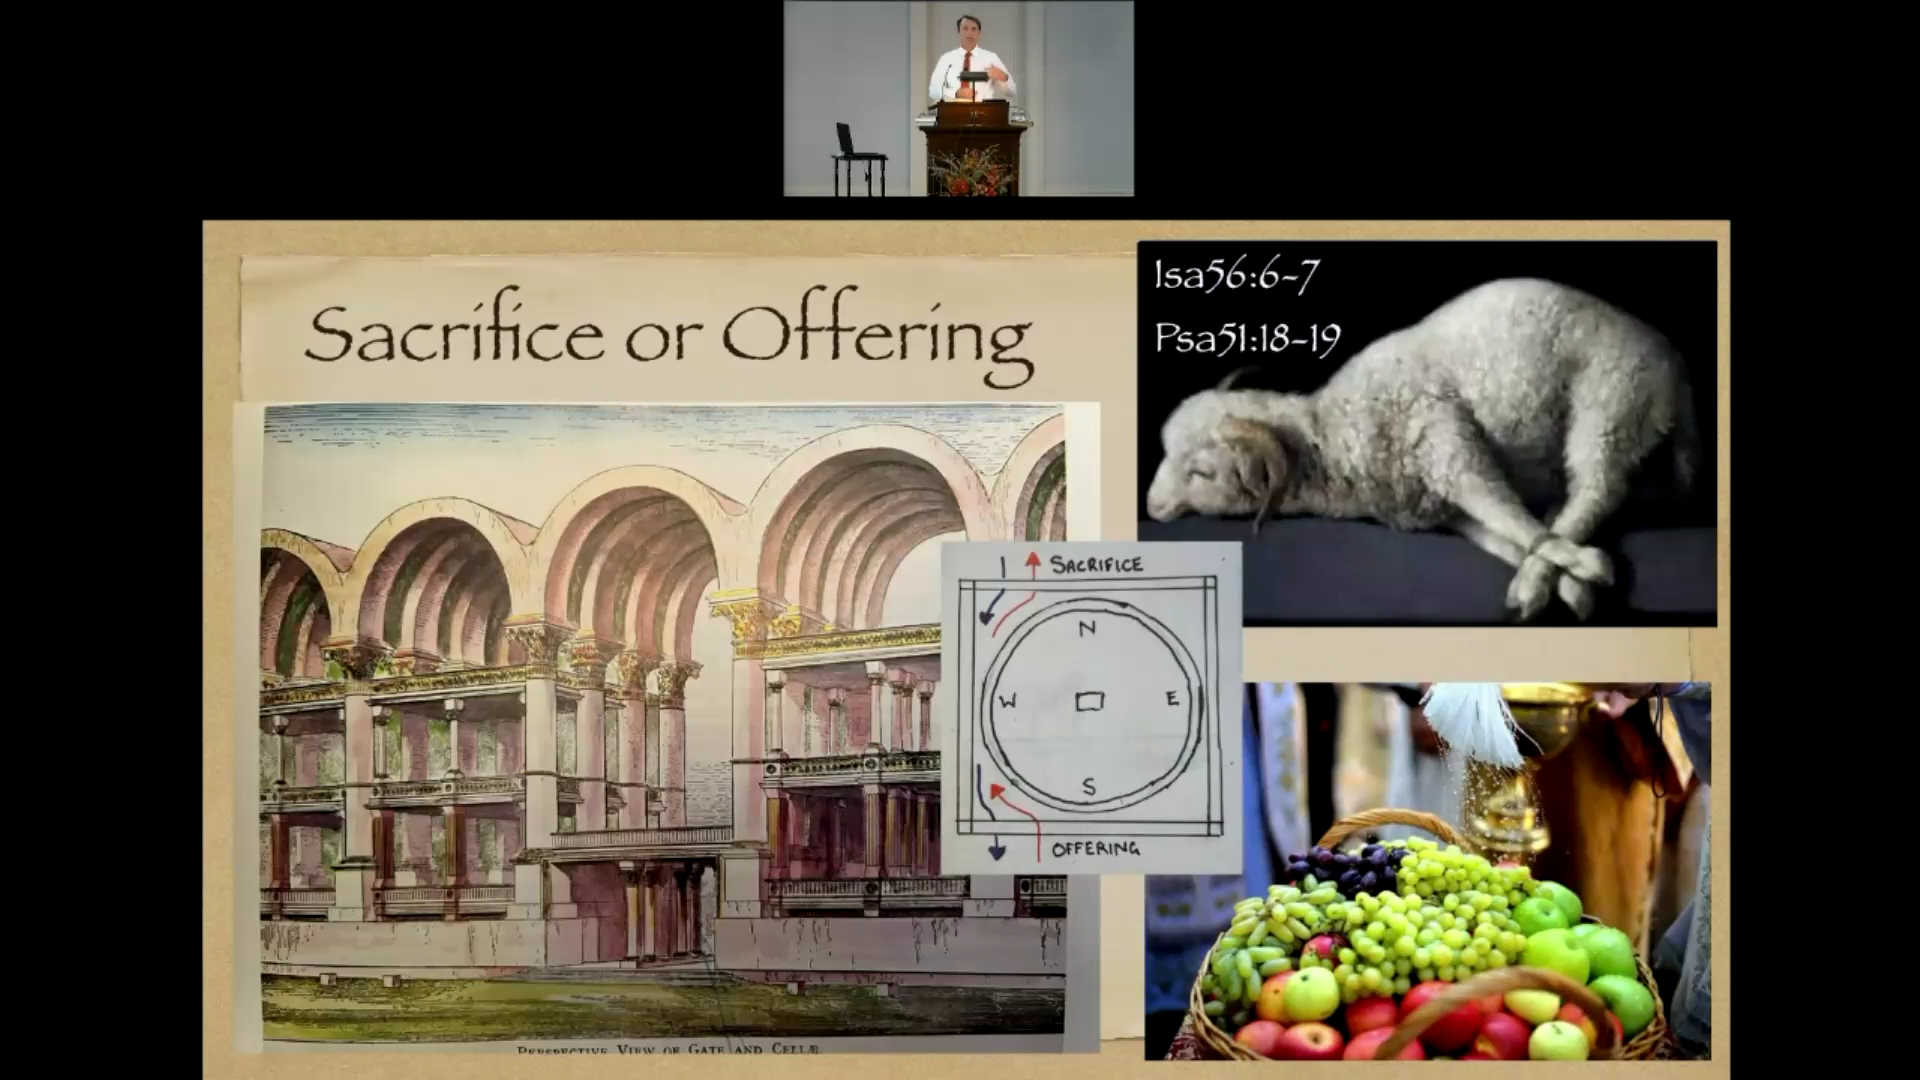 Sacrifice or Offering
Isa56:6-7
Psa51:18-19
SACRIFICE
N
W
E
S
OFFERING
PERSPECTIVE VIEW OF GATE AND CELLÆ.